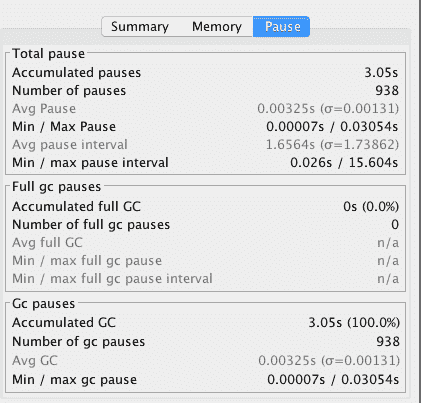 Summary Memory Pause
Total pause
Accumulated pauses 3.05s
Number of pauses 938
Avg Pause 0.00325s (σ=0.00131)
Min / Max Pause 0.00007s / 0.03054s
Avg pause interval 1.6564s (σ=1.73862)
Min / max pause interval 0.026s / 15.604s
Full gc pauses
Accumulated full GC 0s (0.0%)
Number of full gc pauses 0
Avg full GC n/a
Min / max full gc pause n/a
Min / max full gc pause interval n/a
Gc pauses
Accumulated GC 3.05s (100.0%)
Number of gc pauses 938
Avg GC 0.00325s (σ=0.00131)
Min / max gc pause 0.00007s / 0.03054s